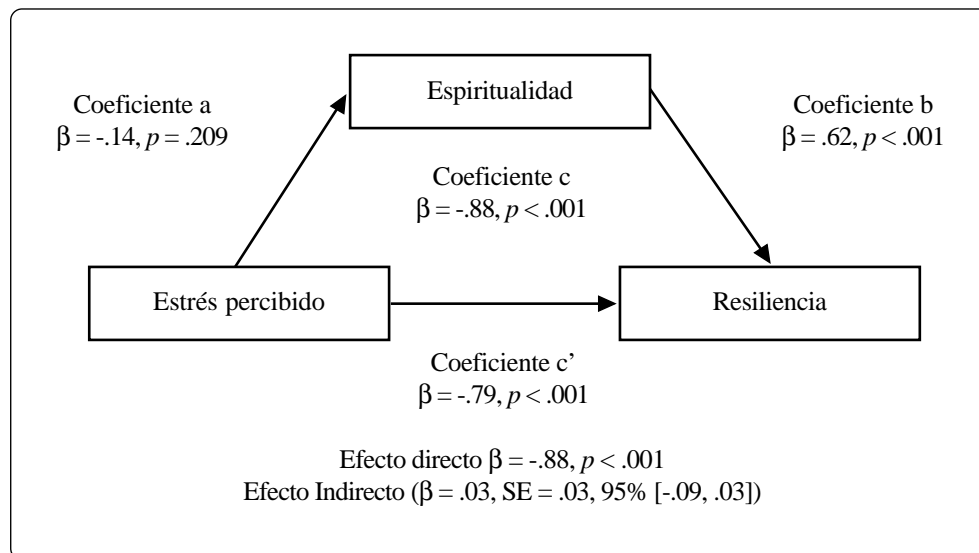 Espiritualidad
Coeficiente a
β = -.14, p = .209
Coeficiente b
β = .62, p < .001
Coeficiente c
β = -.88, p < .001
Estrés percibido
Resiliencia
Coeficiente c’
β = -.79, p < .001
Efecto directo β = -.88, p < .001
Efecto Indirecto (β = .03, SE = .03, 95% [-.09, .03])